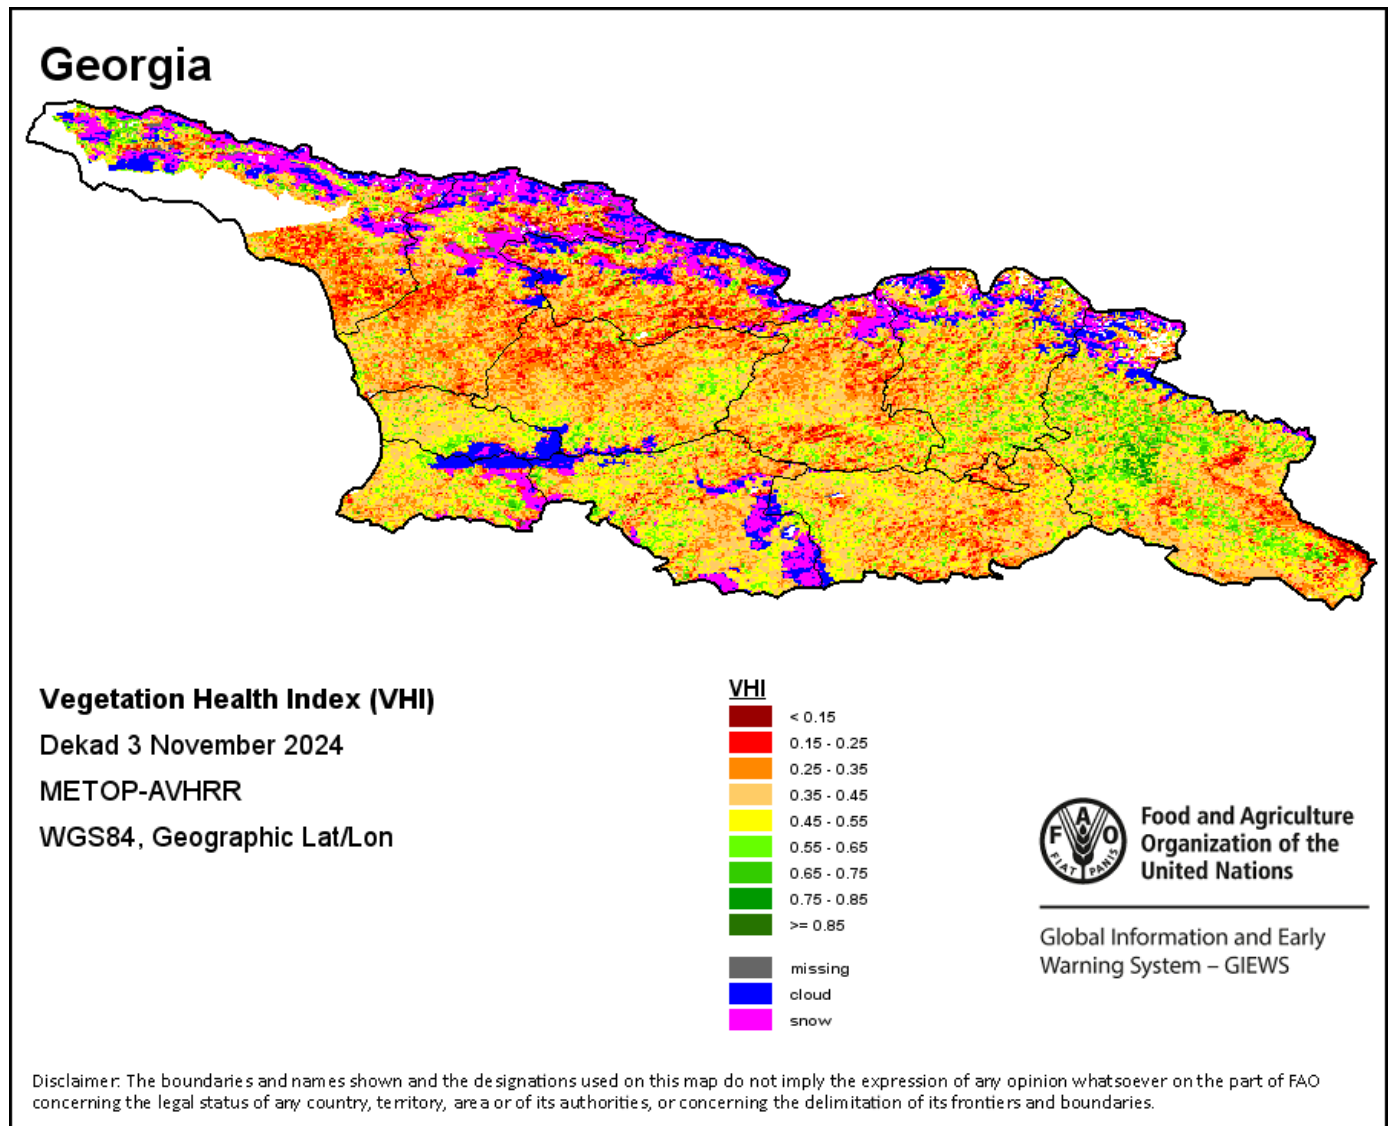 Georgia
Vegetation Health Index (VHI)
Dekad 3 November 2024
METOP-AVHRR
WGS84, Geographic Lat/Lon
VHI
< 0.15
0.15 - 0.25
0.25 - 0.35
0.35 - 0.45
0.45 - 0.55
0.55 - 0.65
0.65 - 0.75
0.75 - 0.85
>= 0.85
missing
cloud
snow
F A O
FIAT PANIS
Food and Agriculture
Organization of the
United Nations
Global Information and Early
Warning System – GIEWS
Disclaimer: The boundaries and names shown and the designations used on this map do not imply the expression of any opinion whatsoever on the part of FAO
concerning the legal status of any country, territory, area or of its authorities, or concerning the delimitation of its frontiers and boundaries.